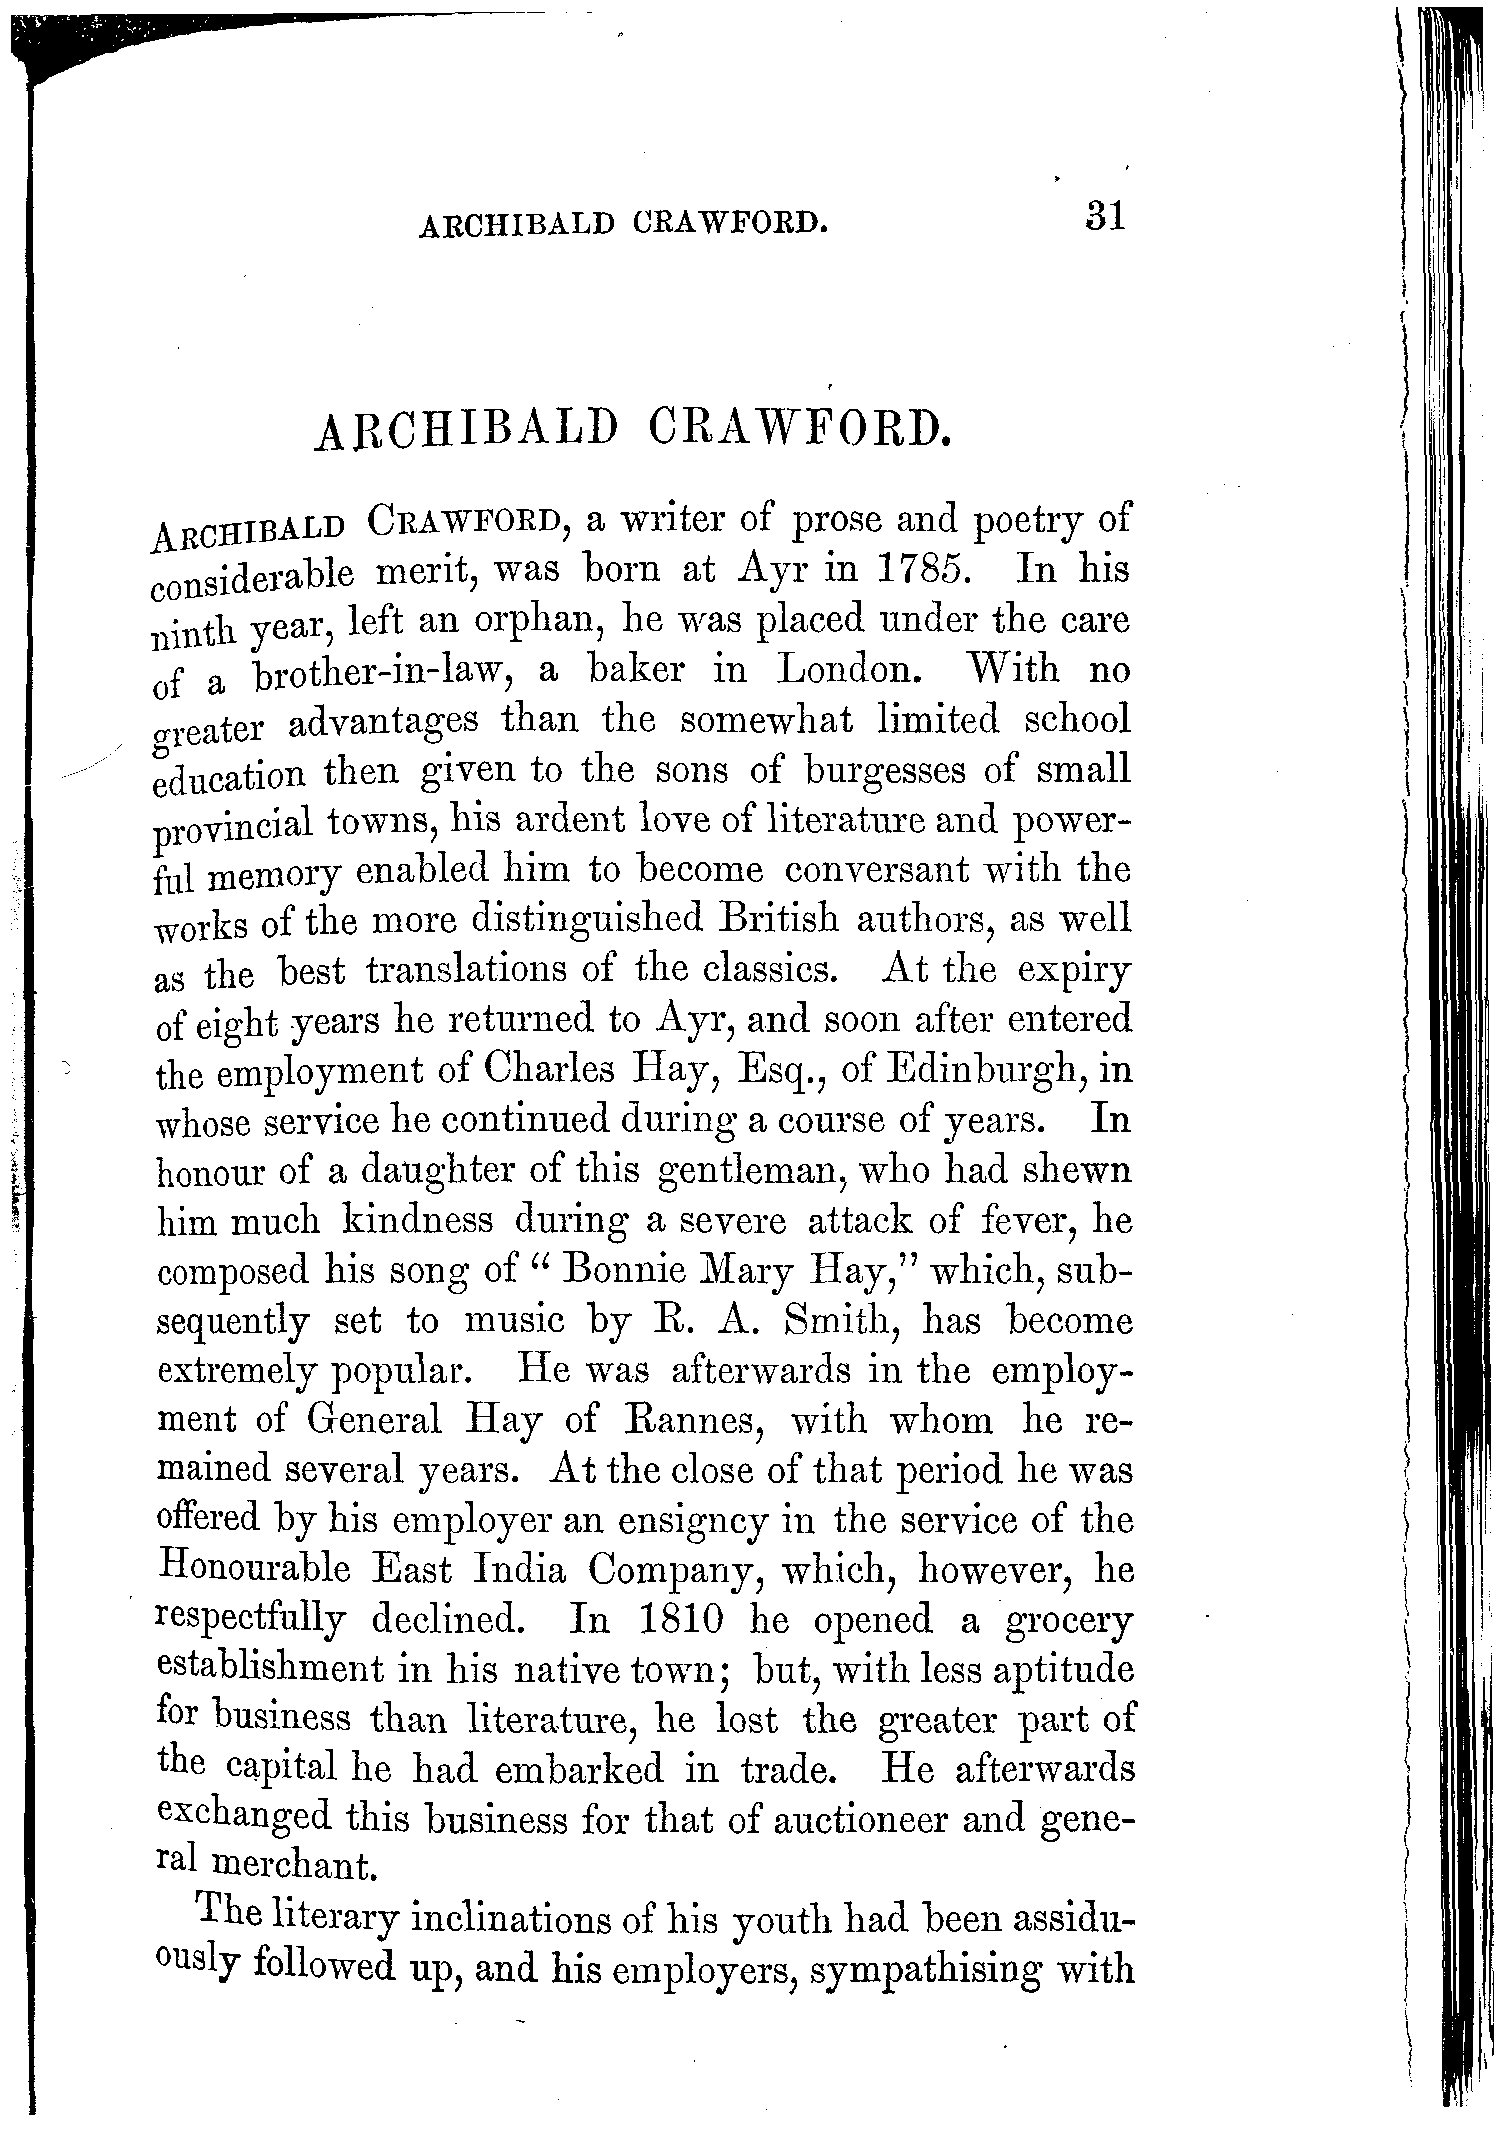 ARCHIBALD CRAWFORD. 31
ARCHIBALD CRAWFORD.
ARCHIBALD CRAWFORD, a writer of prose and poetry of
considerable merit, was born at Ayr in 1785. In his
ninth year, left an orphan, he was placed under the care
of a brother-in-law, a baker in London. With no
greater advantages than the somewhat limited school
education then given to the sons of burgesses of small
provincial towns, his ardent love of literature and power-
ful memory enabled him to become conversant with the
works of the more distinguished British authors, as well
as the best translations of the classics. At the expiry
of eight years he returned to Ayr, and soon after entered
the employment of Charles Hay, Esq., of Edinburgh, in
whose service he continued during a course of years. In
honour of a daughter of this gentleman, who had shewn
him much kindness during a severe attack of fever, he
composed his song of “ Bonnie Mary Hay,” which, sub-
sequently set to music by R. A. Smith, has become
extremely popular. He was afterwards in the employ-
ment of General Hay of Rannes, with whom he re-
mained several years. At the close of that period he was
offered by his employer an ensigncy in the service of the
Honourable East India Company, which, however, he
respectfully declined. In 1810 he opened a grocery
establishment in his native town; but, with less aptitude
for business than literature, he lost the greater part of
the capital he had embarked in trade. He afterwards
exchanged this business for that of auctioneer and gene-
ral merchant.
The literary inclinations of his youth had been assidu-
ously followed up, and his employers, sympathising with